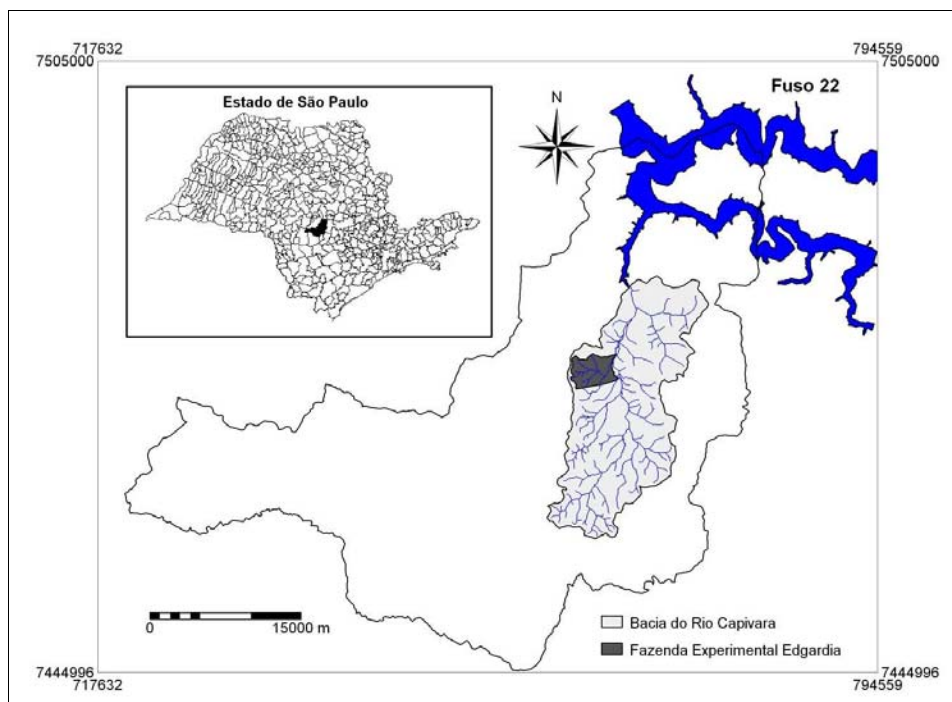 717632
794559
7505000
7505000
Estado de São Paulo
Fuso 22
N
0
15000 m
Bacia do Rio Capivara
Fazenda Experimental Edgardia
7444996
7444996
717632
794559